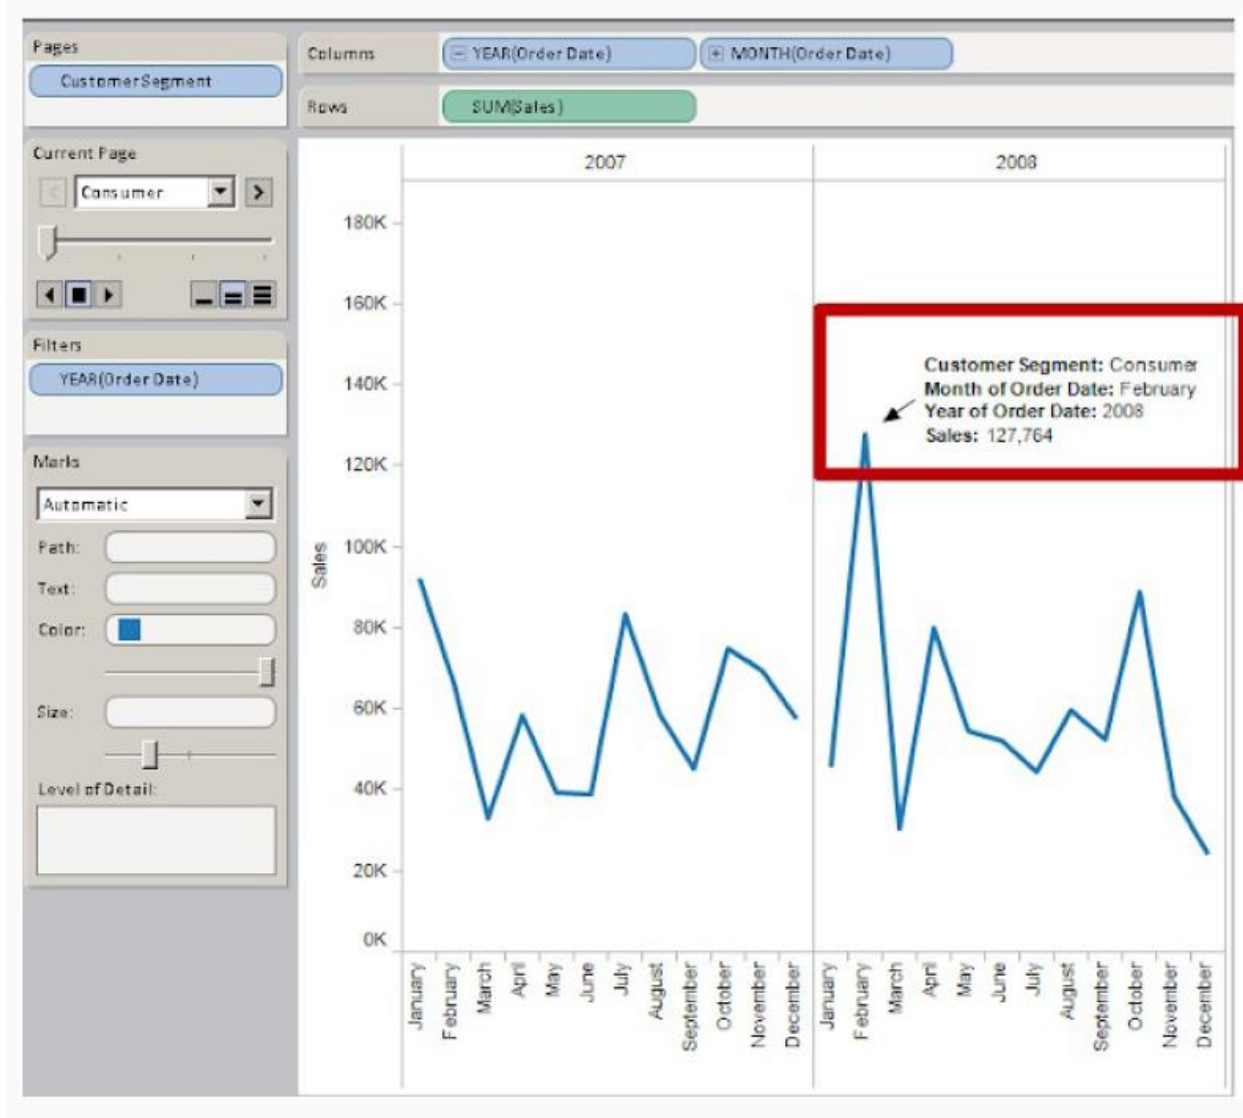 Pages
CustomerSegment
Columns
YEAR(Order Date)
MONTH(Order Date)
Rows
SUM(Sales)
Current Page
Consumer
Filters
YEAR(Order Date)
Marks
Automatic
Path:
Text:
Color:
Size:
Level of Detail:
2007
2008
180K
160K
140K
120K
100K
80K
60K
40K
20K
0K
Sales
Customer Segment: Consumer
Month of Order Date: February
Year of Order Date: 2008
Sales: 127,764
January
February
March
April
May
June
July
August
September
October
November
December
January
February
March
April
May
June
July
August
September
October
November
December